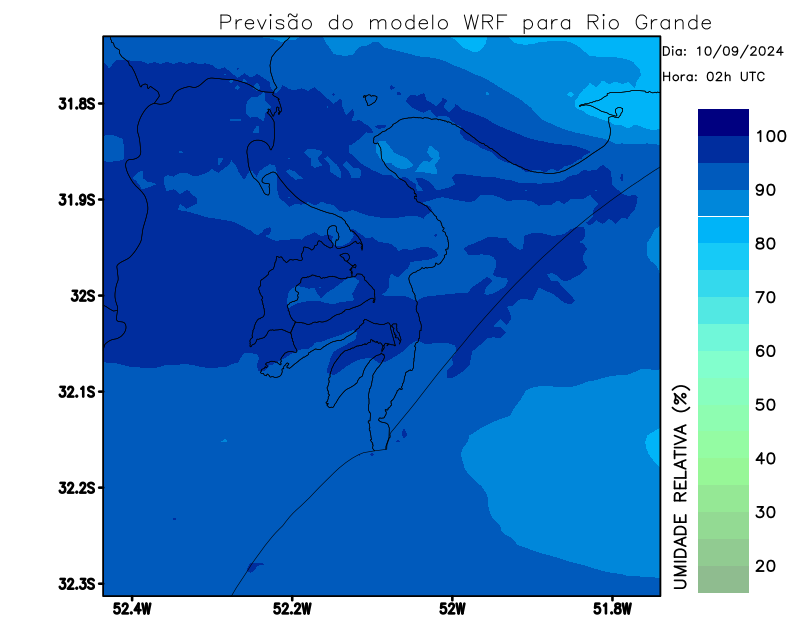 Previsão do modelo WRF para Rio Grande
Dia: 10/09/2024
Hora: 02h UTC
31.8S
31.9S
32S
32.1S
32.2S
32.3S
52.4W
52.2W
52W
51.8W
100
90
80
70
60
50
40
30
20
UMIDADE RELATIVA (%)